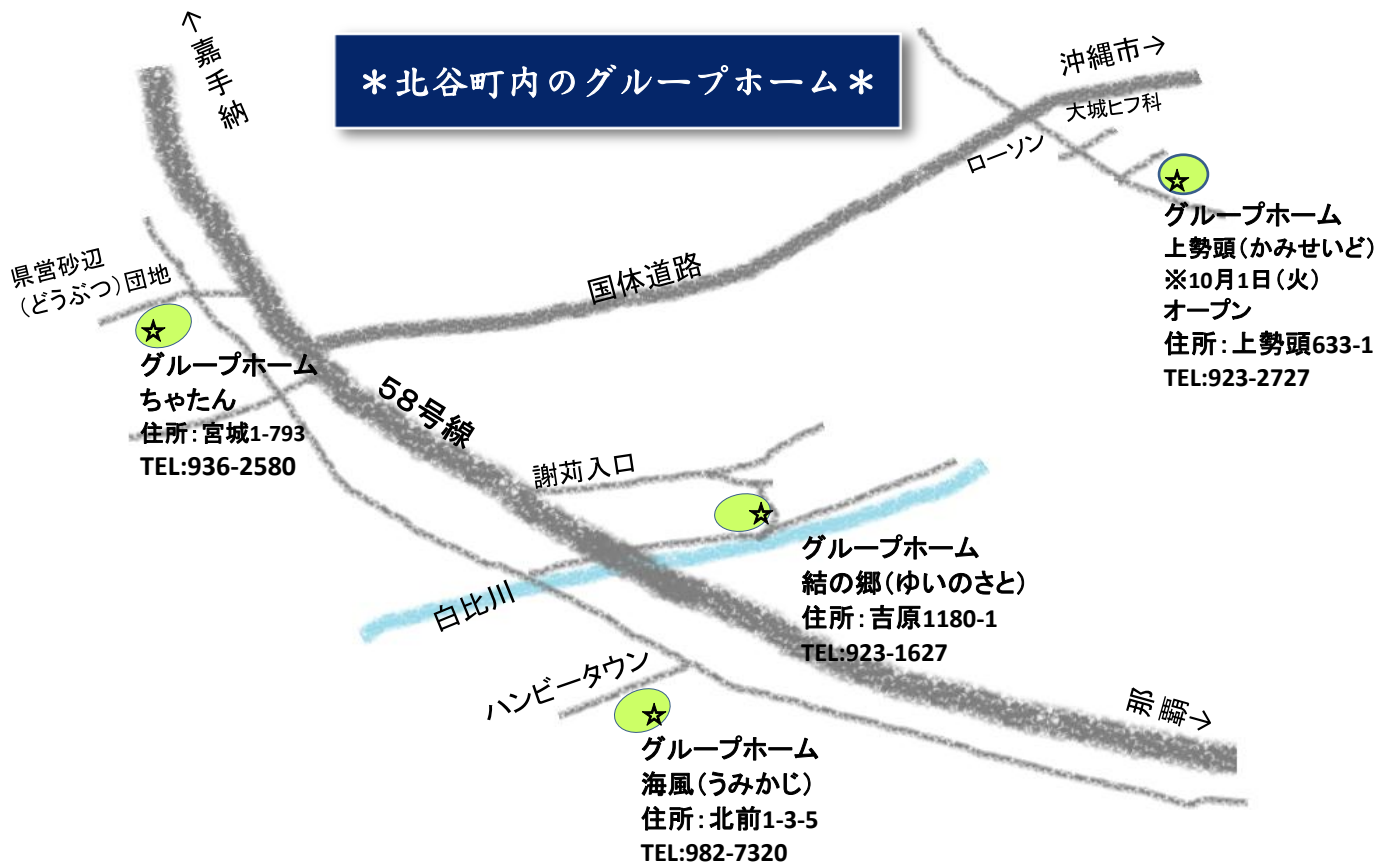 ↑嘉手納
＊北谷町内のグループホーム＊
沖縄市→
大城ヒフ科
ローソン
グループホーム
上勢頭(かみせいど)
※10月1日(火)
オープン
住所：上勢頭633-1
TEL:923-2727
国体道路
県営砂辺
(どうぶつ)団地
グループホーム
ちゃたん
住所：宮城1-793
TEL:936-2580
58号線
謝苅入口
グループホーム
結の郷(ゆいのさと)
住所：吉原1180-1
TEL:923-1627
白比川
ハンビータウン
グループホーム
海風(うみかじ)
住所：北前1-3-5
TEL:982-7320
那覇→